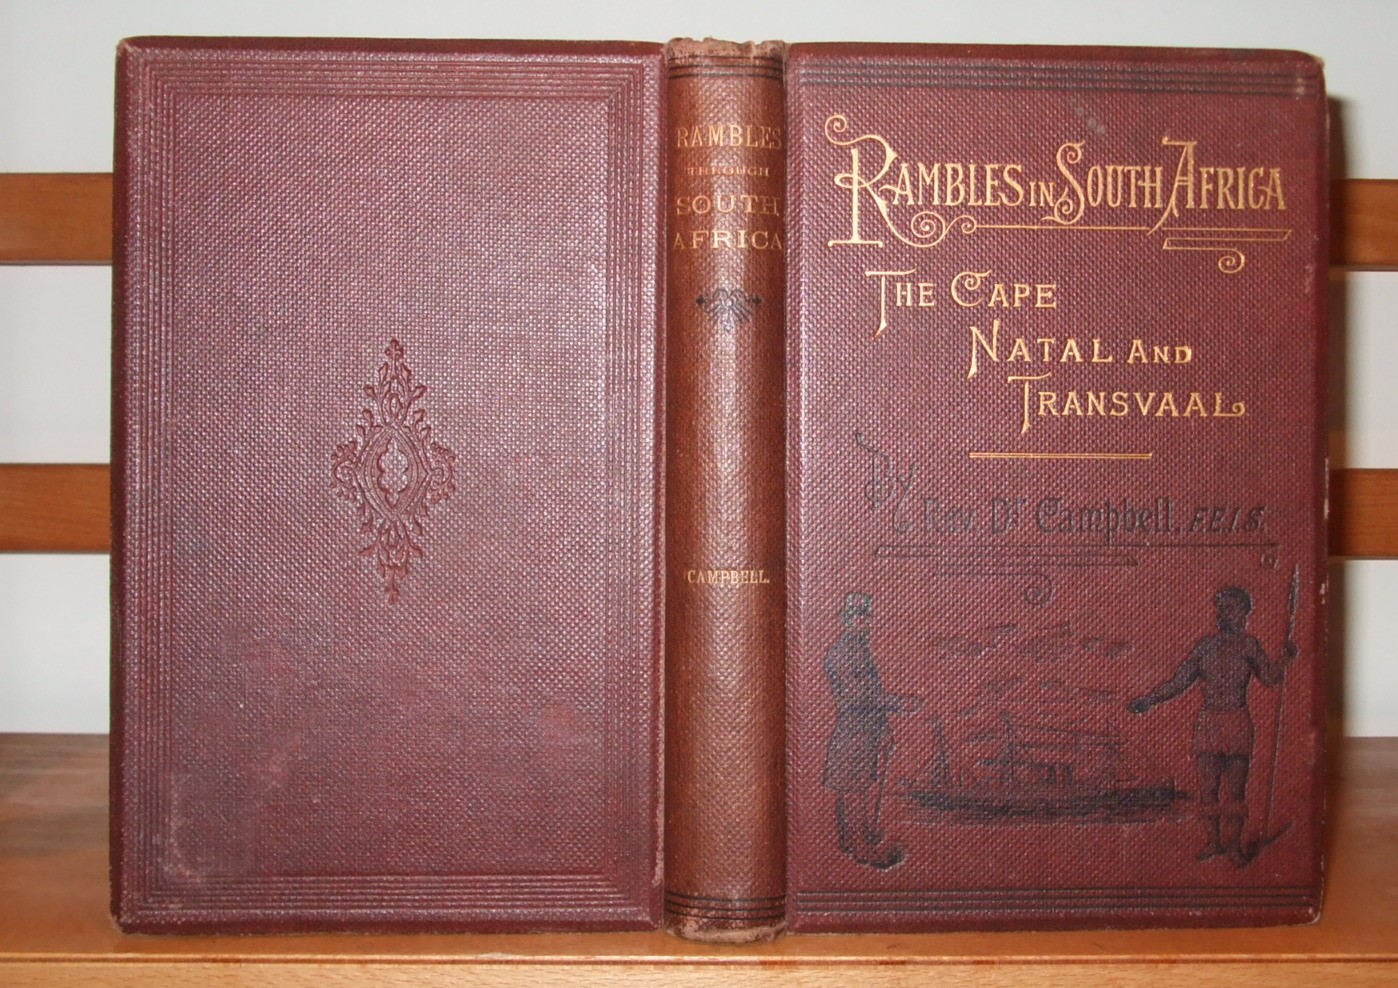 RAMBLES
THROUGH
SOUTH
AFRICA
CAMPBELL.
RAMBLES IN SOUTH AFRICA
THE CAPE
NATAL AND
TRANSVAAL
By Rev Dr Campbell, F.E.I.S.